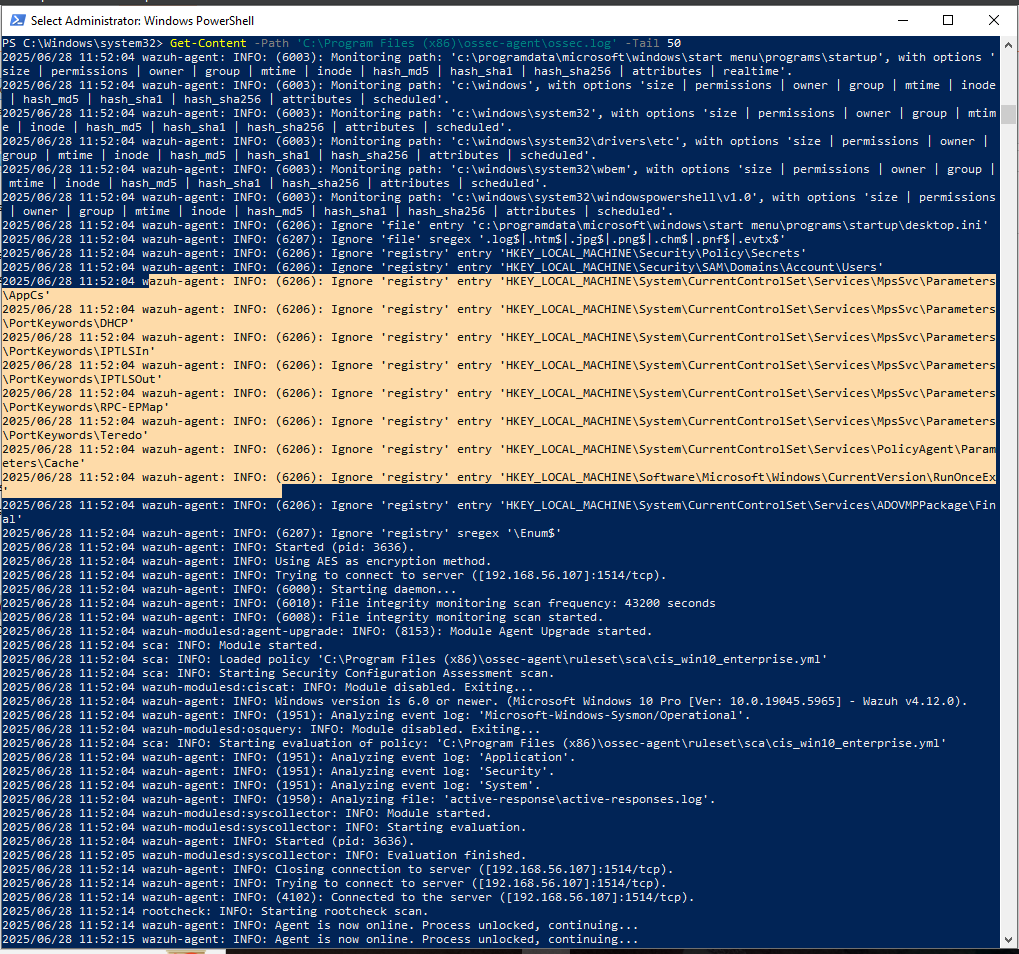 Select Administrator: Windows PowerShell
PS C:\Windows\system32> Get-Content -Path 'C:\Program Files (x86)\ossec-agent\ossec.log' -Tail 50
2025/06/28 11:52:04 wazuh-agent: INFO: (6003): Monitoring path: 'c:\programdata\microsoft\windows\start menu\programs\startup', with options '
size | permissions | owner | group | mtime | inode | hash_md5 | hash_sha1 | hash_sha256 | attributes | realtime'.
2025/06/28 11:52:04 wazuh-agent: INFO: (6003): Monitoring path: 'c:\windows', with options 'size | permissions | owner | group | mtime | inode
 | hash_md5 | hash_sha1 | hash_sha256 | attributes | scheduled'.
2025/06/28 11:52:04 wazuh-agent: INFO: (6003): Monitoring path: 'c:\windows\system32', with options 'size | permissions | owner | group | mtim
e | inode | hash_md5 | hash_sha1 | hash_sha256 | attributes | scheduled'.
2025/06/28 11:52:04 wazuh-agent: INFO: (6003): Monitoring path: 'c:\windows\system32\drivers\etc', with options 'size | permissions | owner |
group | mtime | inode | hash_md5 | hash_sha1 | hash_sha256 | attributes | scheduled'.
2025/06/28 11:52:04 wazuh-agent: INFO: (6003): Monitoring path: 'c:\windows\system32\wbem', with options 'size | permissions | owner | group |
 mtime | inode | hash_md5 | hash_sha1 | hash_sha256 | attributes | scheduled'.
2025/06/28 11:52:04 wazuh-agent: INFO: (6003): Monitoring path: 'c:\windows\system32\windowspowershell\v1.0', with options 'size | permissions
 | owner | group | mtime | inode | hash_md5 | hash_sha1 | hash_sha256 | attributes | scheduled'.
2025/06/28 11:52:04 wazuh-agent: INFO: (6206): Ignore 'file' entry 'c:\programdata\microsoft\windows\start menu\programs\startup\desktop.ini'
2025/06/28 11:52:04 wazuh-agent: INFO: (6207): Ignore 'file' sregex '.log$|.htm$|.jpg$|.png$|.chm$|.pnf$|.evtx$'
2025/06/28 11:52:04 wazuh-agent: INFO: (6206): Ignore 'registry' entry 'HKEY_LOCAL_MACHINE\Security\Policy\Secrets'
2025/06/28 11:52:04 wazuh-agent: INFO: (6206): Ignore 'registry' entry 'HKEY_LOCAL_MACHINE\Security\SAM\Domains\Account\Users'
2025/06/28 11:52:04 wazuh-agent: INFO: (6206): Ignore 'registry' entry 'HKEY_LOCAL_MACHINE\System\CurrentControlSet\Services\MpsSvc\Parameters
\AppCs'
2025/06/28 11:52:04 wazuh-agent: INFO: (6206): Ignore 'registry' entry 'HKEY_LOCAL_MACHINE\System\CurrentControlSet\Services\MpsSvc\Parameters
\PortKeywords\DHCP'
2025/06/28 11:52:04 wazuh-agent: INFO: (6206): Ignore 'registry' entry 'HKEY_LOCAL_MACHINE\System\CurrentControlSet\Services\MpsSvc\Parameters
\PortKeywords\IPTLSIn'
2025/06/28 11:52:04 wazuh-agent: INFO: (6206): Ignore 'registry' entry 'HKEY_LOCAL_MACHINE\System\CurrentControlSet\Services\MpsSvc\Parameters
\PortKeywords\IPTLSOut'
2025/06/28 11:52:04 wazuh-agent: INFO: (6206): Ignore 'registry' entry 'HKEY_LOCAL_MACHINE\System\CurrentControlSet\Services\MpsSvc\Parameters
\PortKeywords\RPC-EPMap'
2025/06/28 11:52:04 wazuh-agent: INFO: (6206): Ignore 'registry' entry 'HKEY_LOCAL_MACHINE\System\CurrentControlSet\Services\MpsSvc\Parameters
\PortKeywords\Teredo'
2025/06/28 11:52:04 wazuh-agent: INFO: (6206): Ignore 'registry' entry 'HKEY_LOCAL_MACHINE\System\CurrentControlSet\Services\PolicyAgent\Param
eters\Cache'
2025/06/28 11:52:04 wazuh-agent: INFO: (6206): Ignore 'registry' entry 'HKEY_LOCAL_MACHINE\Software\Microsoft\Windows\CurrentVersion\RunOnceEx
'
2025/06/28 11:52:04 wazuh-agent: INFO: (6206): Ignore 'registry' entry 'HKEY_LOCAL_MACHINE\System\CurrentControlSet\Services\ADOVMPPackage\Fin
al'
2025/06/28 11:52:04 wazuh-agent: INFO: (6207): Ignore 'registry' sregex '\Enum$'
2025/06/28 11:52:04 wazuh-agent: INFO: Started (pid: 3636).
2025/06/28 11:52:04 wazuh-agent: INFO: Using AES as encryption method.
2025/06/28 11:52:04 wazuh-agent: INFO: Trying to connect to server ([192.168.56.107]:1514/tcp).
2025/06/28 11:52:04 wazuh-agent: INFO: (6000): Starting daemon...
2025/06/28 11:52:04 wazuh-agent: INFO: (6010): File integrity monitoring scan frequency: 43200 seconds
2025/06/28 11:52:04 wazuh-agent: INFO: (6008): File integrity monitoring scan started.
2025/06/28 11:52:04 wazuh-modulesd:agent-upgrade: INFO: (8153): Module Agent Upgrade started.
2025/06/28 11:52:04 sca: INFO: Module started.
2025/06/28 11:52:04 sca: INFO: Loaded policy 'C:\Program Files (x86)\ossec-agent\ruleset\sca\cis_win10_enterprise.yml'
2025/06/28 11:52:04 sca: INFO: Starting Security Configuration Assessment scan.
2025/06/28 11:52:04 wazuh-modulesd:ciscat: INFO: Module disabled. Exiting...
2025/06/28 11:52:04 wazuh-agent: INFO: Windows version is 6.0 or newer. (Microsoft Windows 10 Pro [Ver: 10.0.19045.5965] - Wazuh v4.12.0).
2025/06/28 11:52:04 wazuh-agent: INFO: (1951): Analyzing event log: 'Microsoft-Windows-Sysmon/Operational'.
2025/06/28 11:52:04 wazuh-modulesd:osquery: INFO: Module disabled. Exiting...
2025/06/28 11:52:04 sca: INFO: Starting evaluation of policy: 'C:\Program Files (x86)\ossec-agent\ruleset\sca\cis_win10_enterprise.yml'
2025/06/28 11:52:04 wazuh-agent: INFO: (1951): Analyzing event log: 'Application'.
2025/06/28 11:52:04 wazuh-agent: INFO: (1951): Analyzing event log: 'Security'.
2025/06/28 11:52:04 wazuh-agent: INFO: (1951): Analyzing event log: 'System'.
2025/06/28 11:52:04 wazuh-agent: INFO: (1950): Analyzing file: 'active-response\active-responses.log'.
2025/06/28 11:52:04 wazuh-modulesd:syscollector: INFO: Module started.
2025/06/28 11:52:04 wazuh-modulesd:syscollector: INFO: Starting evaluation.
2025/06/28 11:52:04 wazuh-agent: INFO: Started (pid: 3636).
2025/06/28 11:52:05 wazuh-modulesd:syscollector: INFO: Evaluation finished.
2025/06/28 11:52:14 wazuh-agent: INFO: Closing connection to server ([192.168.56.107]:1514/tcp).
2025/06/28 11:52:14 wazuh-agent: INFO: Trying to connect to server ([192.168.56.107]:1514/tcp).
2025/06/28 11:52:14 wazuh-agent: INFO: (4102): Connected to the server ([192.168.56.107]:1514/tcp).
2025/06/28 11:52:14 rootcheck: INFO: Starting rootcheck scan.
2025/06/28 11:52:14 wazuh-agent: INFO: Agent is now online. Process unlocked, continuing...
2025/06/28 11:52:15 wazuh-agent: INFO: Agent is now online. Process unlocked, continuing...